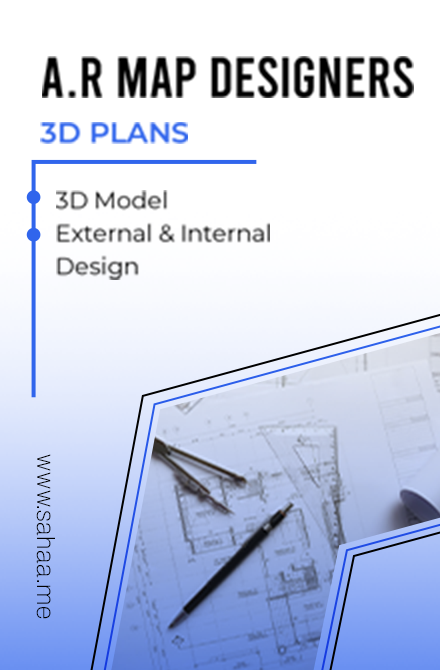 A.R MAP DESIGNERS
3D PLANS
3D Model
External & Internal
Design
www.sahaa.me